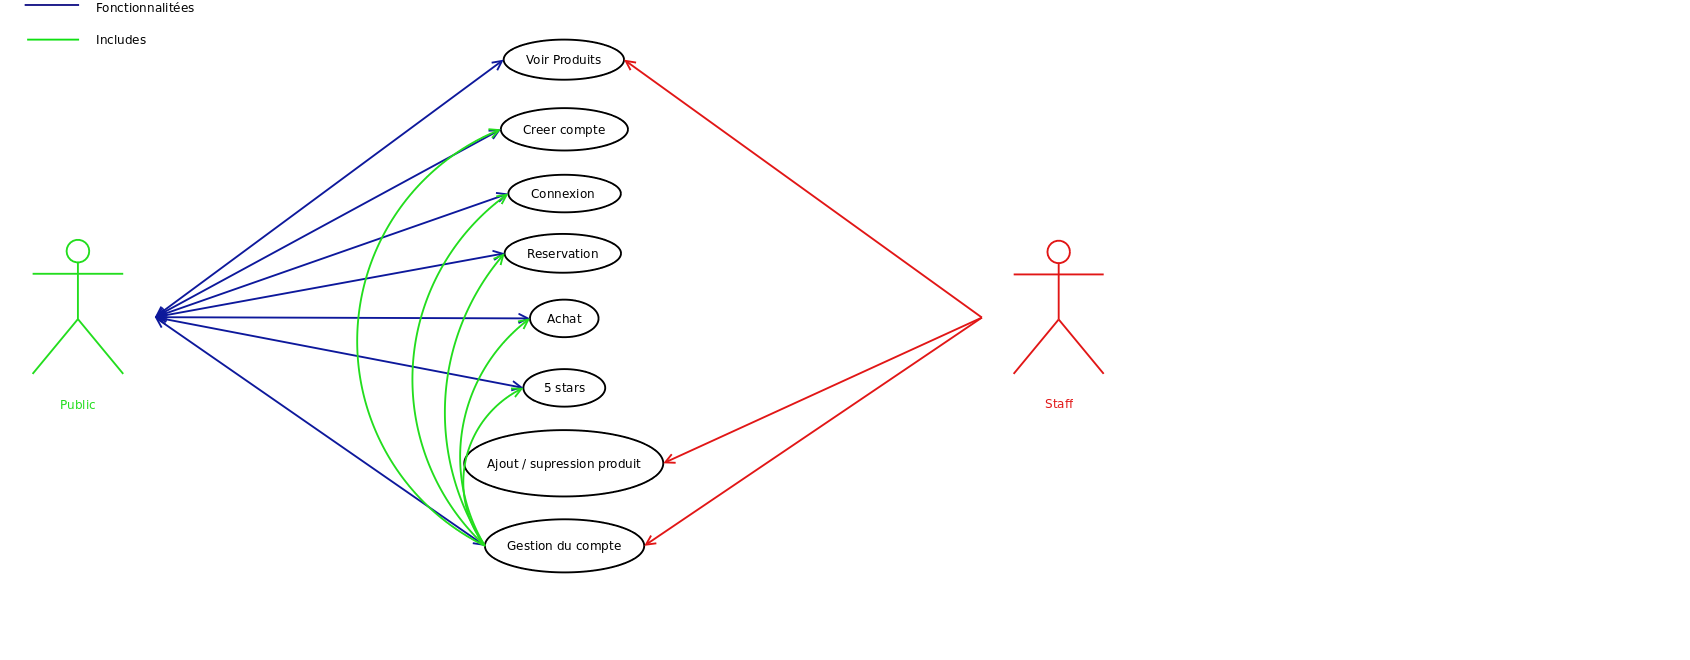 Fonctionnalitées
Includes
Voir Produits
Creer compte
Connexion
Reservation
Achat
5 stars
Ajout / supression produit
Gestion du compte
Public
Staff